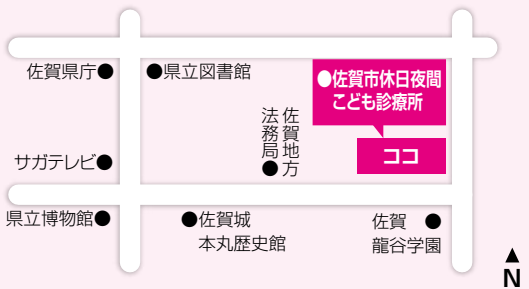 佐賀県庁●
●県立図書館
●佐賀市休日夜間
こども診療所
佐賀地方
法務局●
ココ
サガテレビ●
県立博物館●
●佐賀城
本丸歴史館
佐賀 ●
龍谷学園
▲
N